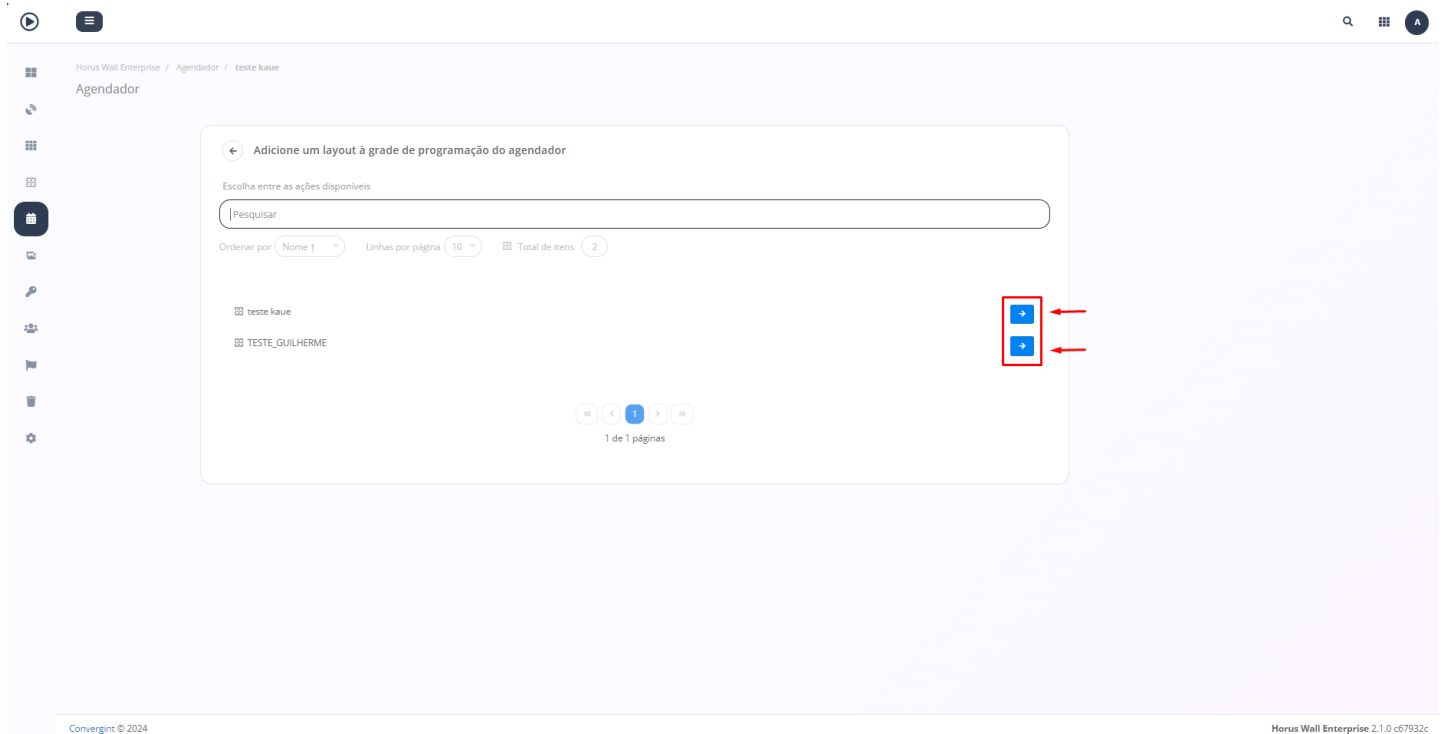 A
Horus Wall Enterprise / Agendador / teste kaue
Agendador
Adicione um layout à grade de programação do agendador
Escolha entre as ações disponíveis
Pesquisar
Ordenar por Nome ↑ Linhas por página 10 Total de itens 2
teste kaue
TESTE_GUILHERME
« ‹ 1 › »
1 de 1 páginas
Convergint © 2024 Horus Wall Enterprise 2.1.0 c67932c